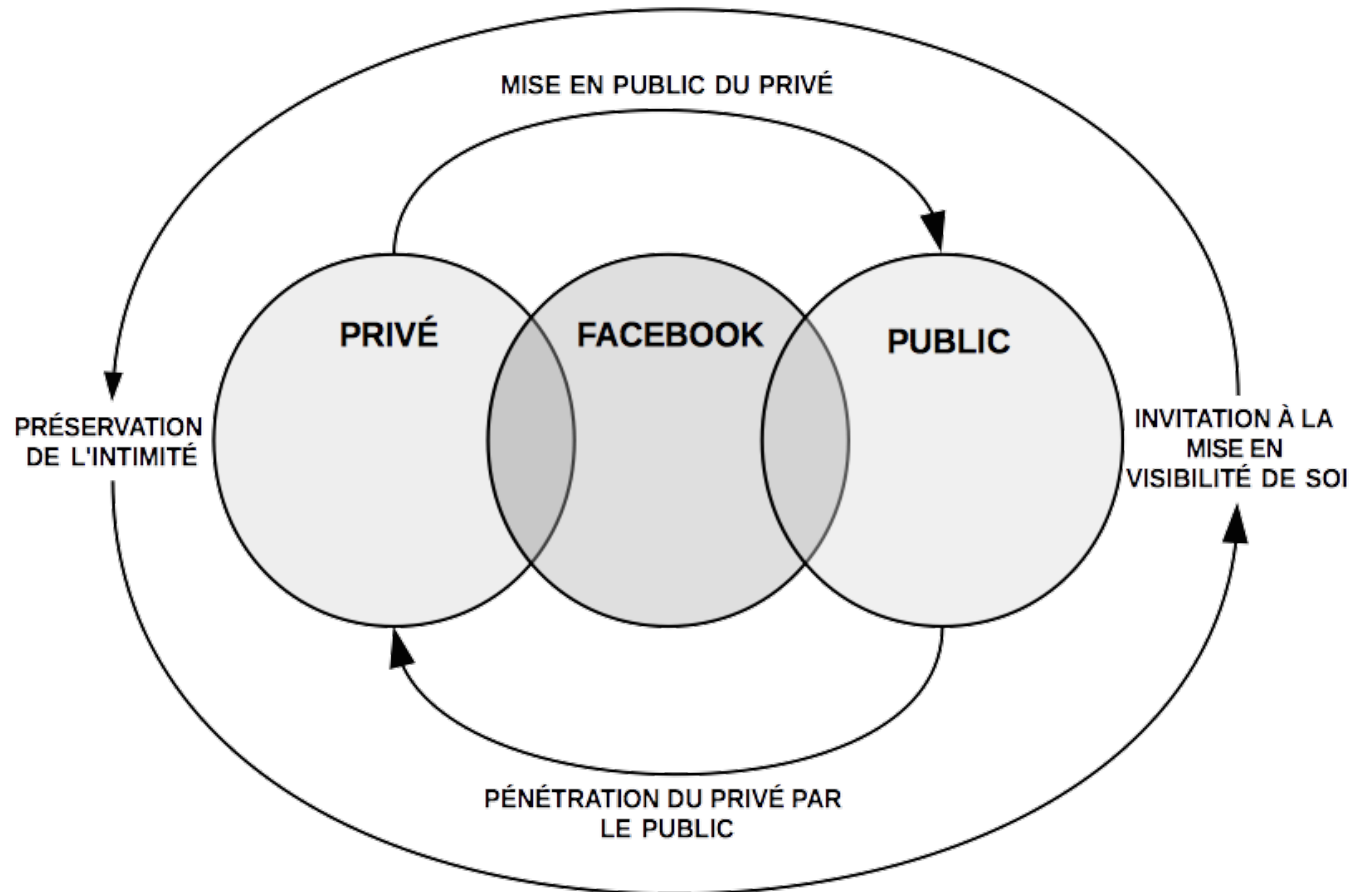 MISE EN PUBLIC DU PRIVÉ
PRIVÉ
FACEBOOK
PUBLIC
PRÉSERVATION
DE L'INTIMITÉ
INVITATION À LA
MISE EN
VISIBILITÉ DE SOI
PÉNÉTRATION DU PRIVÉ PAR
LE PUBLIC